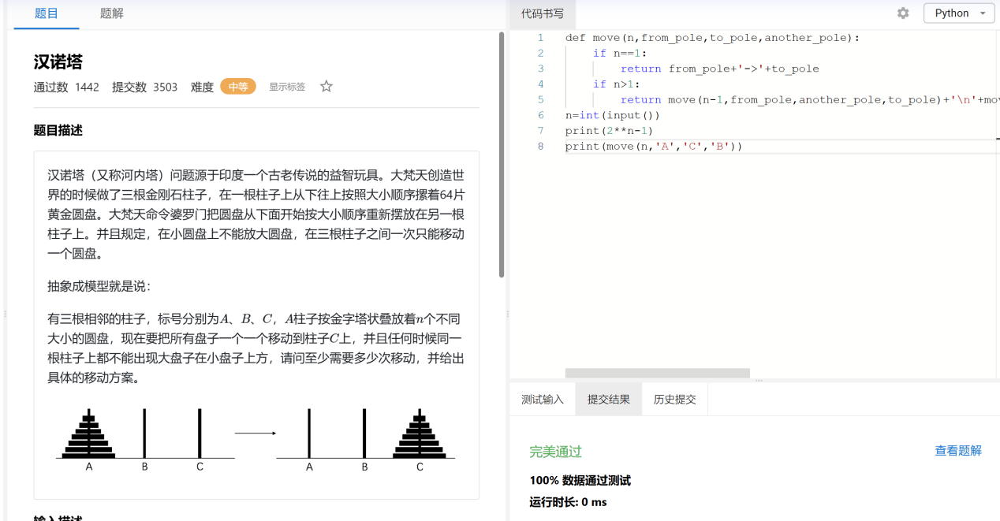 题目 题解
汉诺塔
通过数 1442 提交数 3503 难度 中等 显示标签
题目描述
汉诺塔（又称河内塔）问题源于印度一个古老传说的益智玩具。大梵天创造世
界的时候做了三根金刚石柱子，在一根柱子上从下往上按照大小顺序摞着64片
黄金圆盘。大梵天命令婆罗门把圆盘从下面开始按大小顺序重新摆放在另一根
柱子上。并且规定，在小圆盘上不能放大圆盘，在三根柱子之间一次只能移动
一个圆盘。
抽象成模型就是说：
有三根相邻的柱子，标号分别为A、B、C，A柱子按金字塔状叠放着n个不同
大小的圆盘，现在要把所有盘子一个一个移动到柱子C上，并且任何时候同一
根柱子上都不能出现大盘子在小盘子上方，请问至少需要多少次移动，并给出
具体的移动方案。
A B C A B C
输入描述
代码书写 Python
1 def move(n,from_pole,to_pole,another_pole):
2 if n==1:
3 return from_pole+'->'+to_pole
4 if n>1:
5 return move(n-1,from_pole,another_pole,to_pole)+'\n'+mov
6 n=int(input())
7 print(2**n-1)
8 print(move(n,'A','C','B'))
测试输入 提交结果 历史提交
完美通过 查看题解
100% 数据通过测试
运行时长: 0 ms